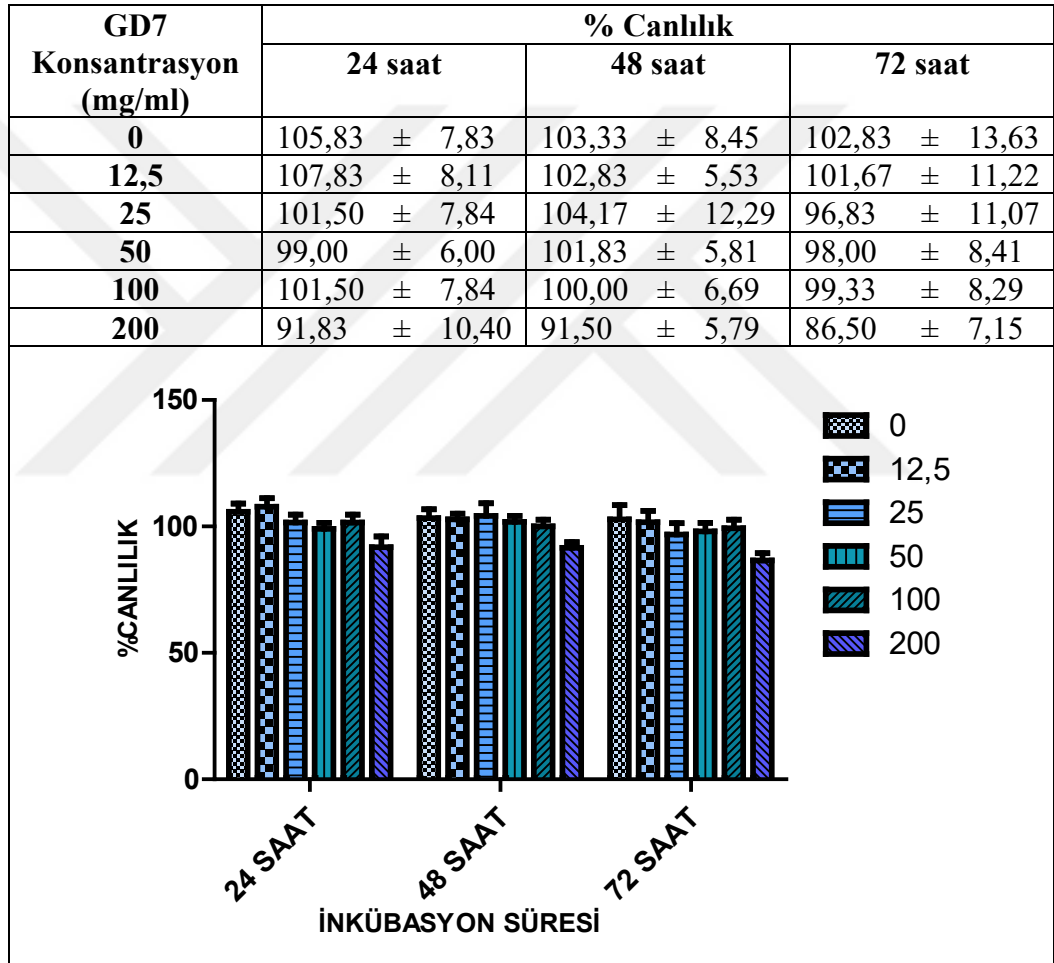 GD7
Konsantrasyon
(mg/ml)
% Canlılık
24 saat 48 saat 72 saat
0 105,83 ± 7,83 103,33 ± 8,45 102,83 ± 13,63
12,5 107,83 ± 8,11 102,83 ± 5,53 101,67 ± 11,22
25 101,50 ± 7,84 104,17 ± 12,29 96,83 ± 11,07
50 99,00 ± 6,00 101,83 ± 5,81 98,00 ± 8,41
100 101,50 ± 7,84 100,00 ± 6,69 99,33 ± 8,29
200 91,83 ± 10,40 91,50 ± 5,79 86,50 ± 7,15
%CANLILIK
150
100
50
0
24 SAAT 48 SAAT 72 SAAT
İNKÜBASYON SÜRESİ
0
12,5
25
50
100
200